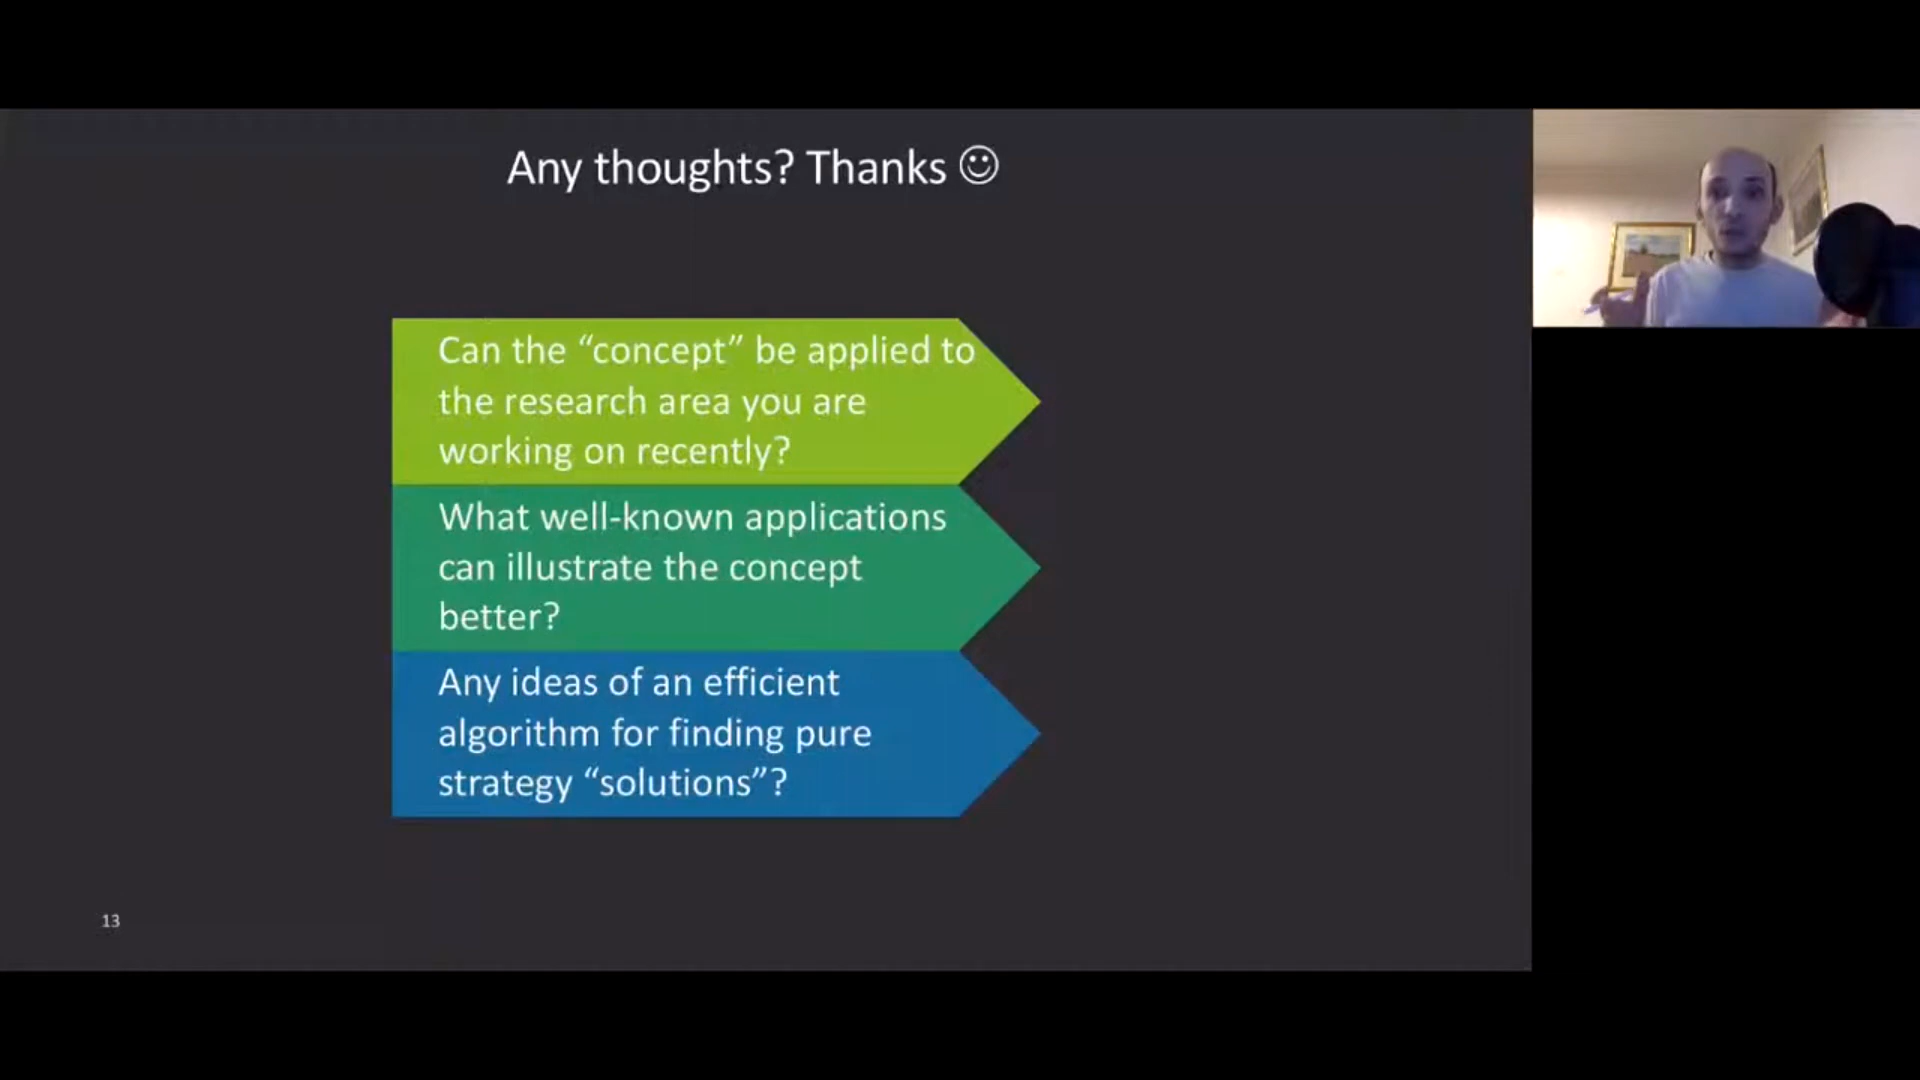 Any thoughts? Thanks ☺
Can the “concept” be applied to
the research area you are
working on recently?
What well-known applications
can illustrate the concept
better?
Any ideas of an efficient
algorithm for finding pure
strategy “solutions”?
13